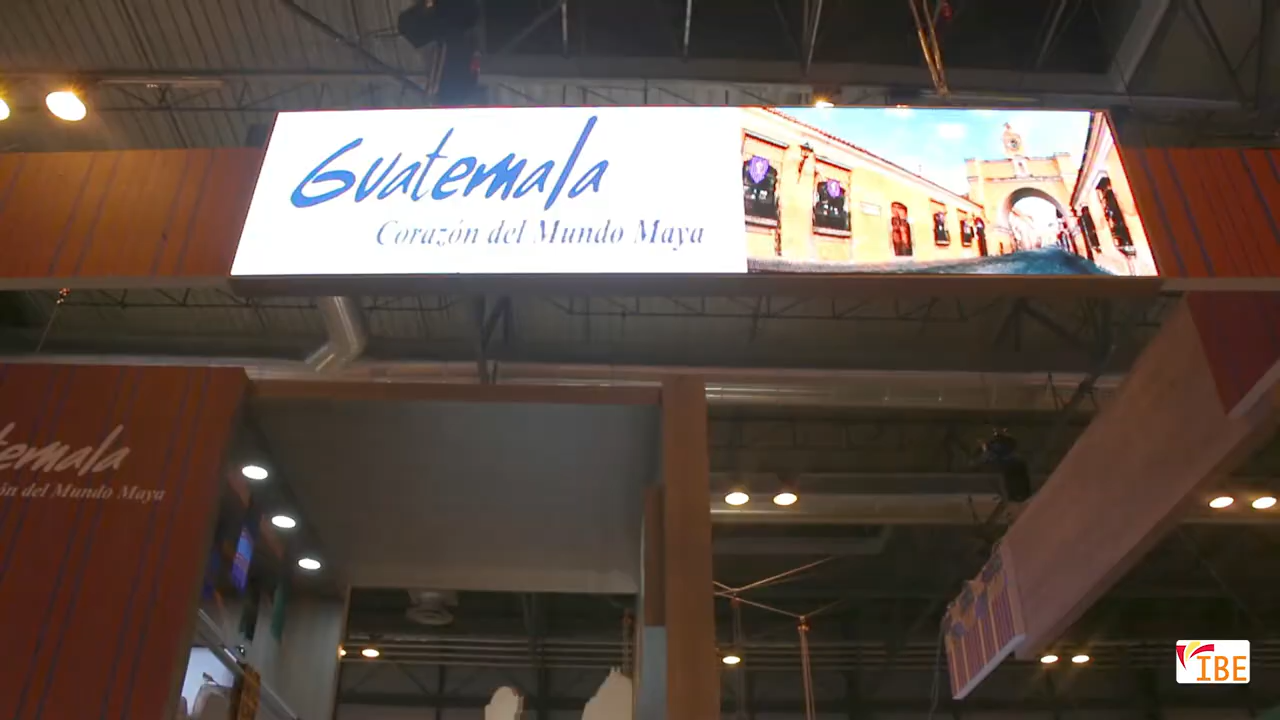 Guatemala
Corazón del Mundo Maya
temala
ón del Mundo Maya
IBE